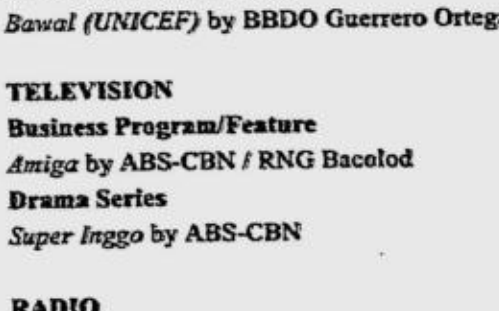 Bawal (UNICEF) by BBDO Guerrero Orteg
TELEVISION
Business Program/Feature
Amiga by ABS-CBN / RNG Bacolod
Drama Series
Super Inggo by ABS-CBN
RADIO